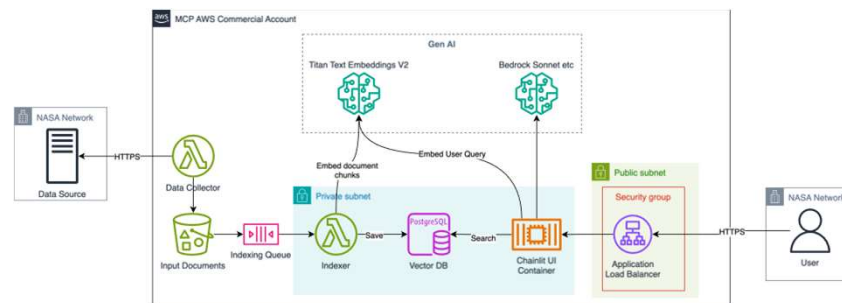 aws
MCP AWS Commercial Account
Gen AI
Titan Text Embeddings V2
Bedrock Sonnet etc
NASA Network
Data Source
HTTPS
Data Collector
Embed document
chunks
Embed User Query
Public subnet
Security group
Private subnet
NASA Network
Input Documents
Indexing Queue
Indexer
Save
PostgreSQL
Vector DB
Search
Chainlit UI
Container
Application
Load Balancer
HTTPS
User